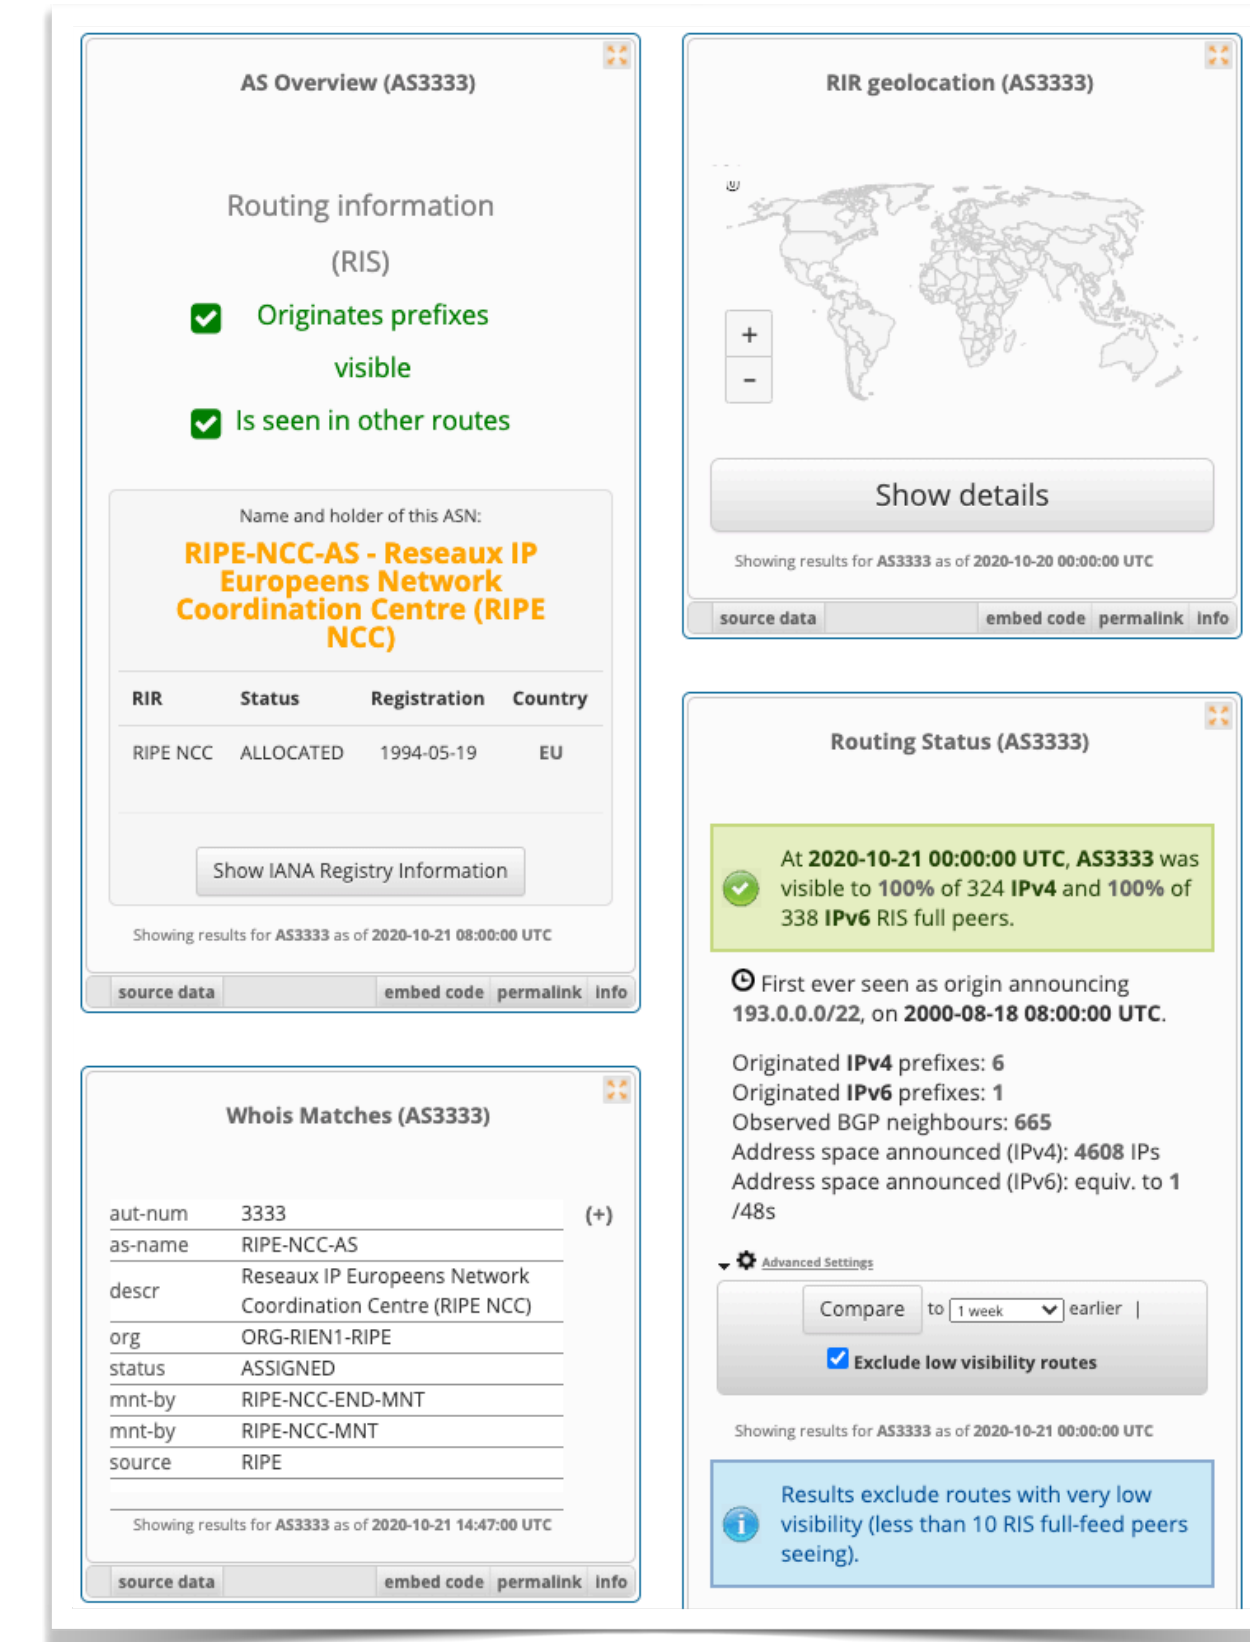 AS Overview (AS3333)
Routing information
(RIS)
Originates prefixes
visible
Is seen in other routes
Name and holder of this ASN:
RIPE-NCC-AS - Reseaux IP
Europeens Network
Coordination Centre (RIPE
NCC)
RIR Status Registration Country
RIPE NCC ALLOCATED 1994-05-19 EU
Show IANA Registry Information
Showing results for AS3333 as of 2020-10-21 08:00:00 UTC
source data embed code permalink info
Whois Matches (AS3333)
aut-num 3333 (+)
as-name RIPE-NCC-AS
descr Reseaux IP Europeens Network
Coordination Centre (RIPE NCC)
org ORG-RIEN1-RIPE
status ASSIGNED
mnt-by RIPE-NCC-END-MNT
mnt-by RIPE-NCC-MNT
source RIPE
Showing results for AS3333 as of 2020-10-21 14:47:00 UTC
source data embed code permalink info
RIR geolocation (AS3333)
+
-
Show details
Showing results for AS3333 as of 2020-10-20 00:00:00 UTC
source data embed code permalink info
Routing Status (AS3333)
At 2020-10-21 00:00:00 UTC, AS3333 was
visible to 100% of 324 IPv4 and 100% of
338 IPv6 RIS full peers.
First ever seen as origin announcing
193.0.0.0/22, on 2000-08-18 08:00:00 UTC.
Originated IPv4 prefixes: 6
Originated IPv6 prefixes: 1
Observed BGP neighbours: 665
Address space announced (IPv4): 4608 IPs
Address space announced (IPv6): equiv. to 1
/48s
Advanced Settings
Compare to 1 week earlier |
Exclude low visibility routes
Showing results for AS3333 as of 2020-10-21 00:00:00 UTC
Results exclude routes with very low
visibility (less than 10 RIS full-feed peers
seeing).